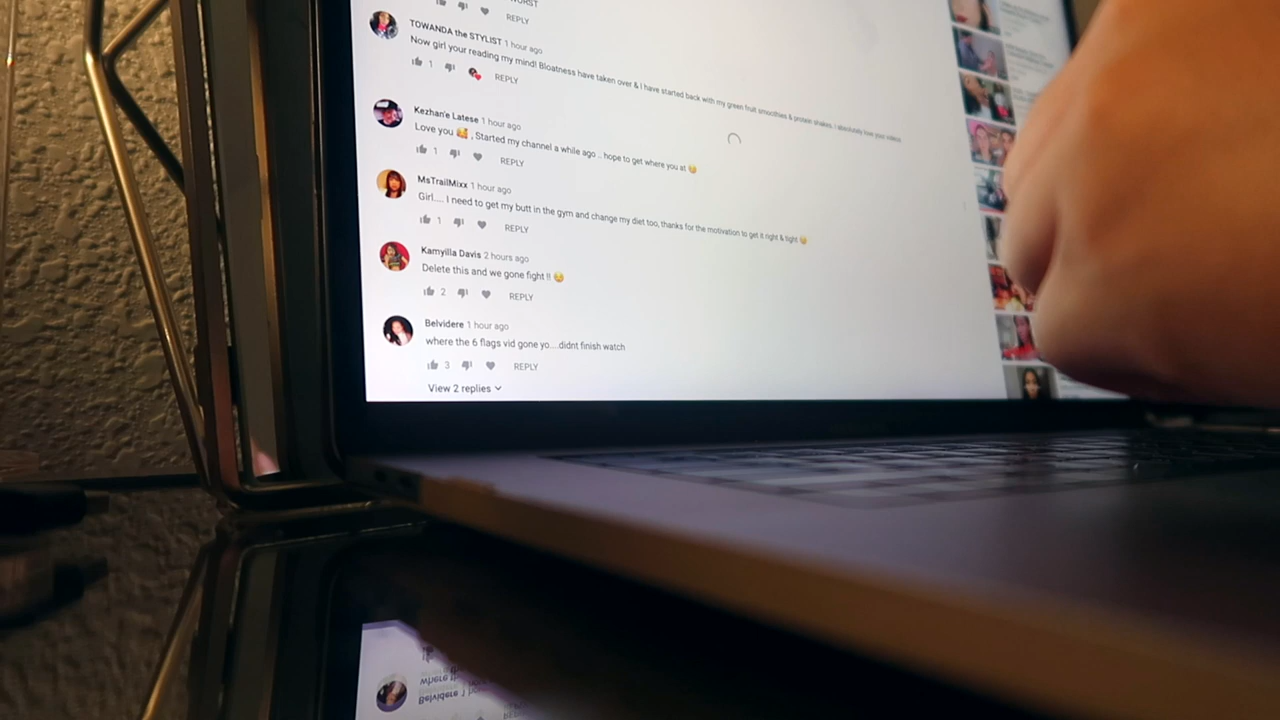 REPLY
TOWANDA the STYLIST 1 hour ago
Now girl your reading my mind! Bloatness have taken over & I have started back with my green fruit smoothies & protein shakes. I absolutely love your videos
1 REPLY
Kezhan'e Latese 1 hour ago
Love you 🥰 , Started my channel a while ago .. hope to get where you at 😊
1 REPLY
MsTrailMixx 1 hour ago
Girl.... I need to get my butt in the gym and change my diet too, thanks for the motivation to get it right & tight 😊
1 REPLY
Kamyilla Davis 2 hours ago
Delete this and we gone fight !! 😂
2 REPLY
Belvidere 1 hour ago
where the 6 flags vid gone yo....didnt finish watch
3 REPLY
View 2 replies